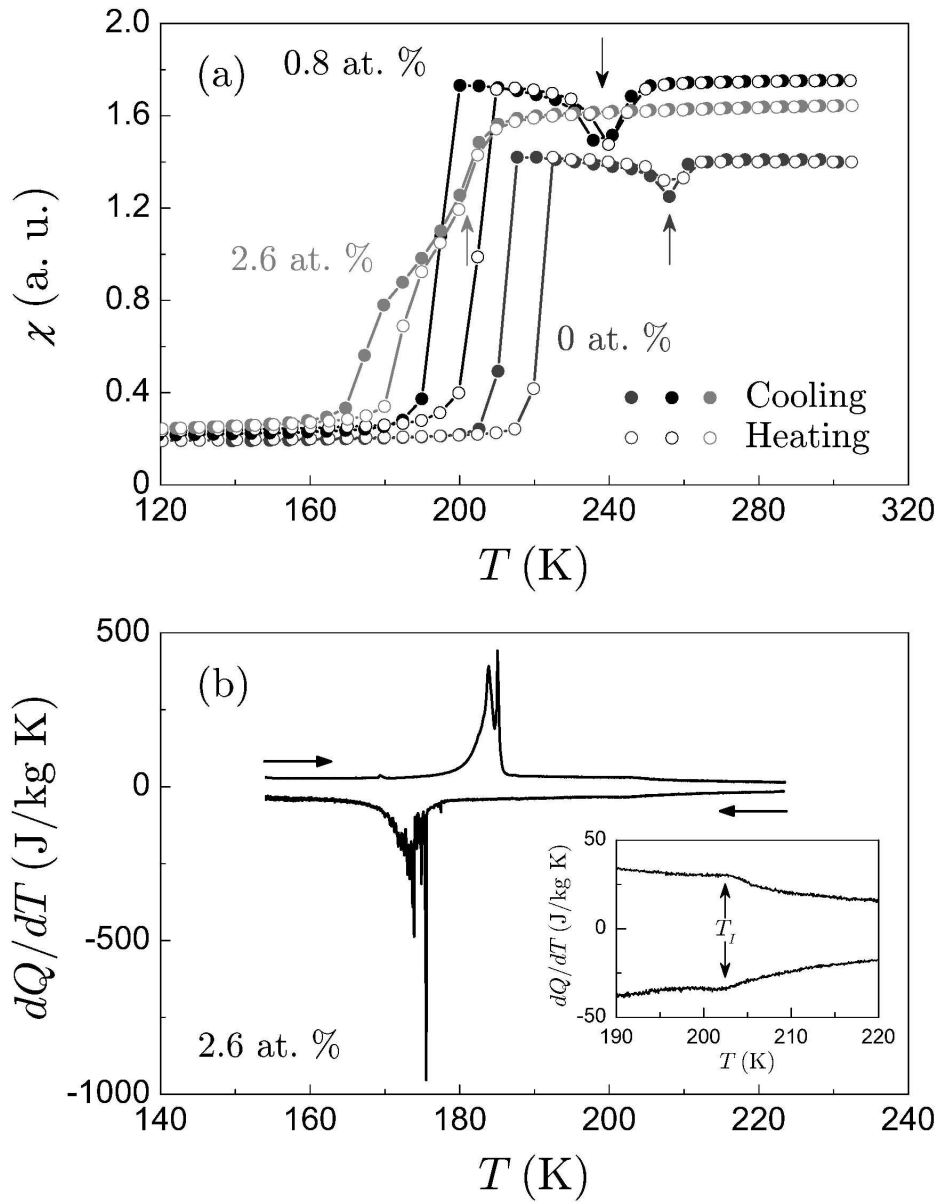 (a)
0.8 at. %
2.6 at. %
0 at. %
Cooling
Heating
χ (a. u.)
2.0
1.6
1.2
0.8
0.4
0
120 160 200 240 280 320
T (K)
(b)
dQ/dT (J/kg K)
500
0
-500
-1000
2.6 at. %
140 160 180 200 220 240
T (K)
dQ/dT (J/kg K)
50
0
-50
T_I
190 200 210 220
T (K)